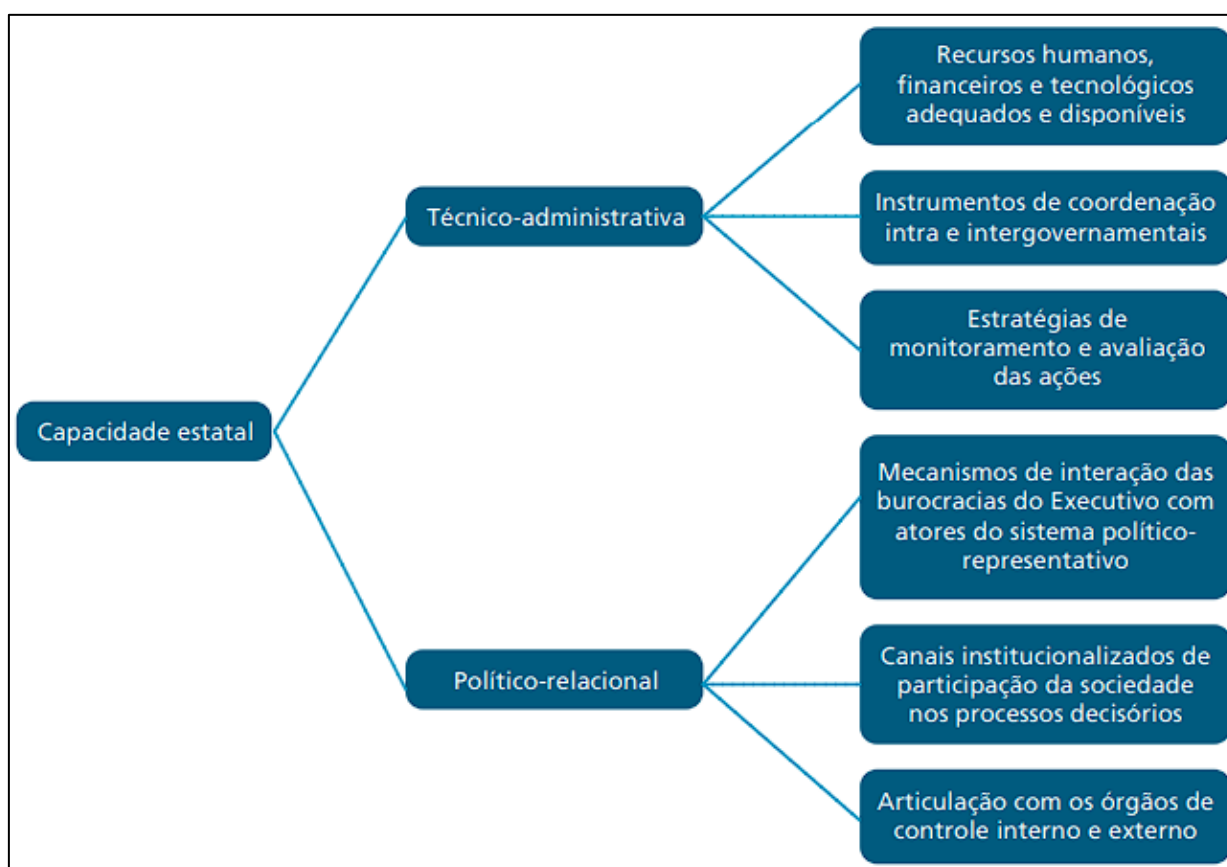 Capacidade estatal
Técnico-administrativa
Recursos humanos,
financeiros e tecnológicos
adequados e disponíveis
Instrumentos de coordenação
intra e intergovernamentais
Estratégias de
monitoramento e avaliação
das ações
Político-relacional
Mecanismos de interação das
burocracias do Executivo com
atores do sistema político-
representativo
Canais institucionalizados de
participação da sociedade
nos processos decisórios
Articulação com os órgãos de
controle interno e externo